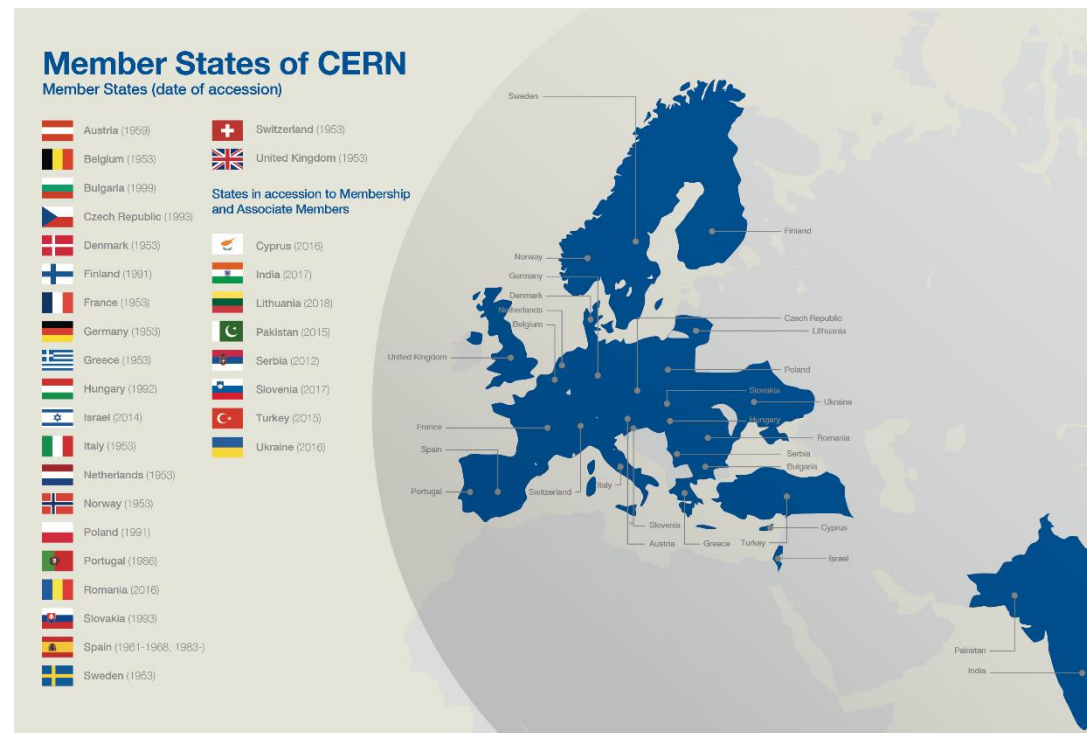 Member States of CERN
Member States (date of accession)
Austria (1959)
Belgium (1953)
Bulgaria (1999)
Czech Republic (1993)
Denmark (1953)
Finland (1991)
France (1953)
Germany (1953)
Greece (1953)
Hungary (1992)
Israel (2014)
Italy (1953)
Netherlands (1953)
Norway (1953)
Poland (1991)
Portugal (1986)
Romania (2016)
Slovakia (1993)
Spain (1961-1968, 1983-)
Sweden (1953)
Switzerland (1953)
United Kingdom (1953)
States in accession to Membership
and Associate Members
Cyprus (2016)
India (2017)
Lithuania (2018)
Pakistan (2015)
Serbia (2012)
Slovenia (2017)
Turkey (2015)
Ukraine (2016)
Sweden
Finland
Norway
Germany
Denmark
Netherlands
Belgium
Czech Republic
Lithuania
United Kingdom
Poland
Slovakia
Ukraine
France
Hungary
Romania
Spain
Serbia
Bulgaria
Portugal
Switzerland
Italy
Slovenia
Cyprus
Austria
Greece
Turkey
Israel
Pakistan
India